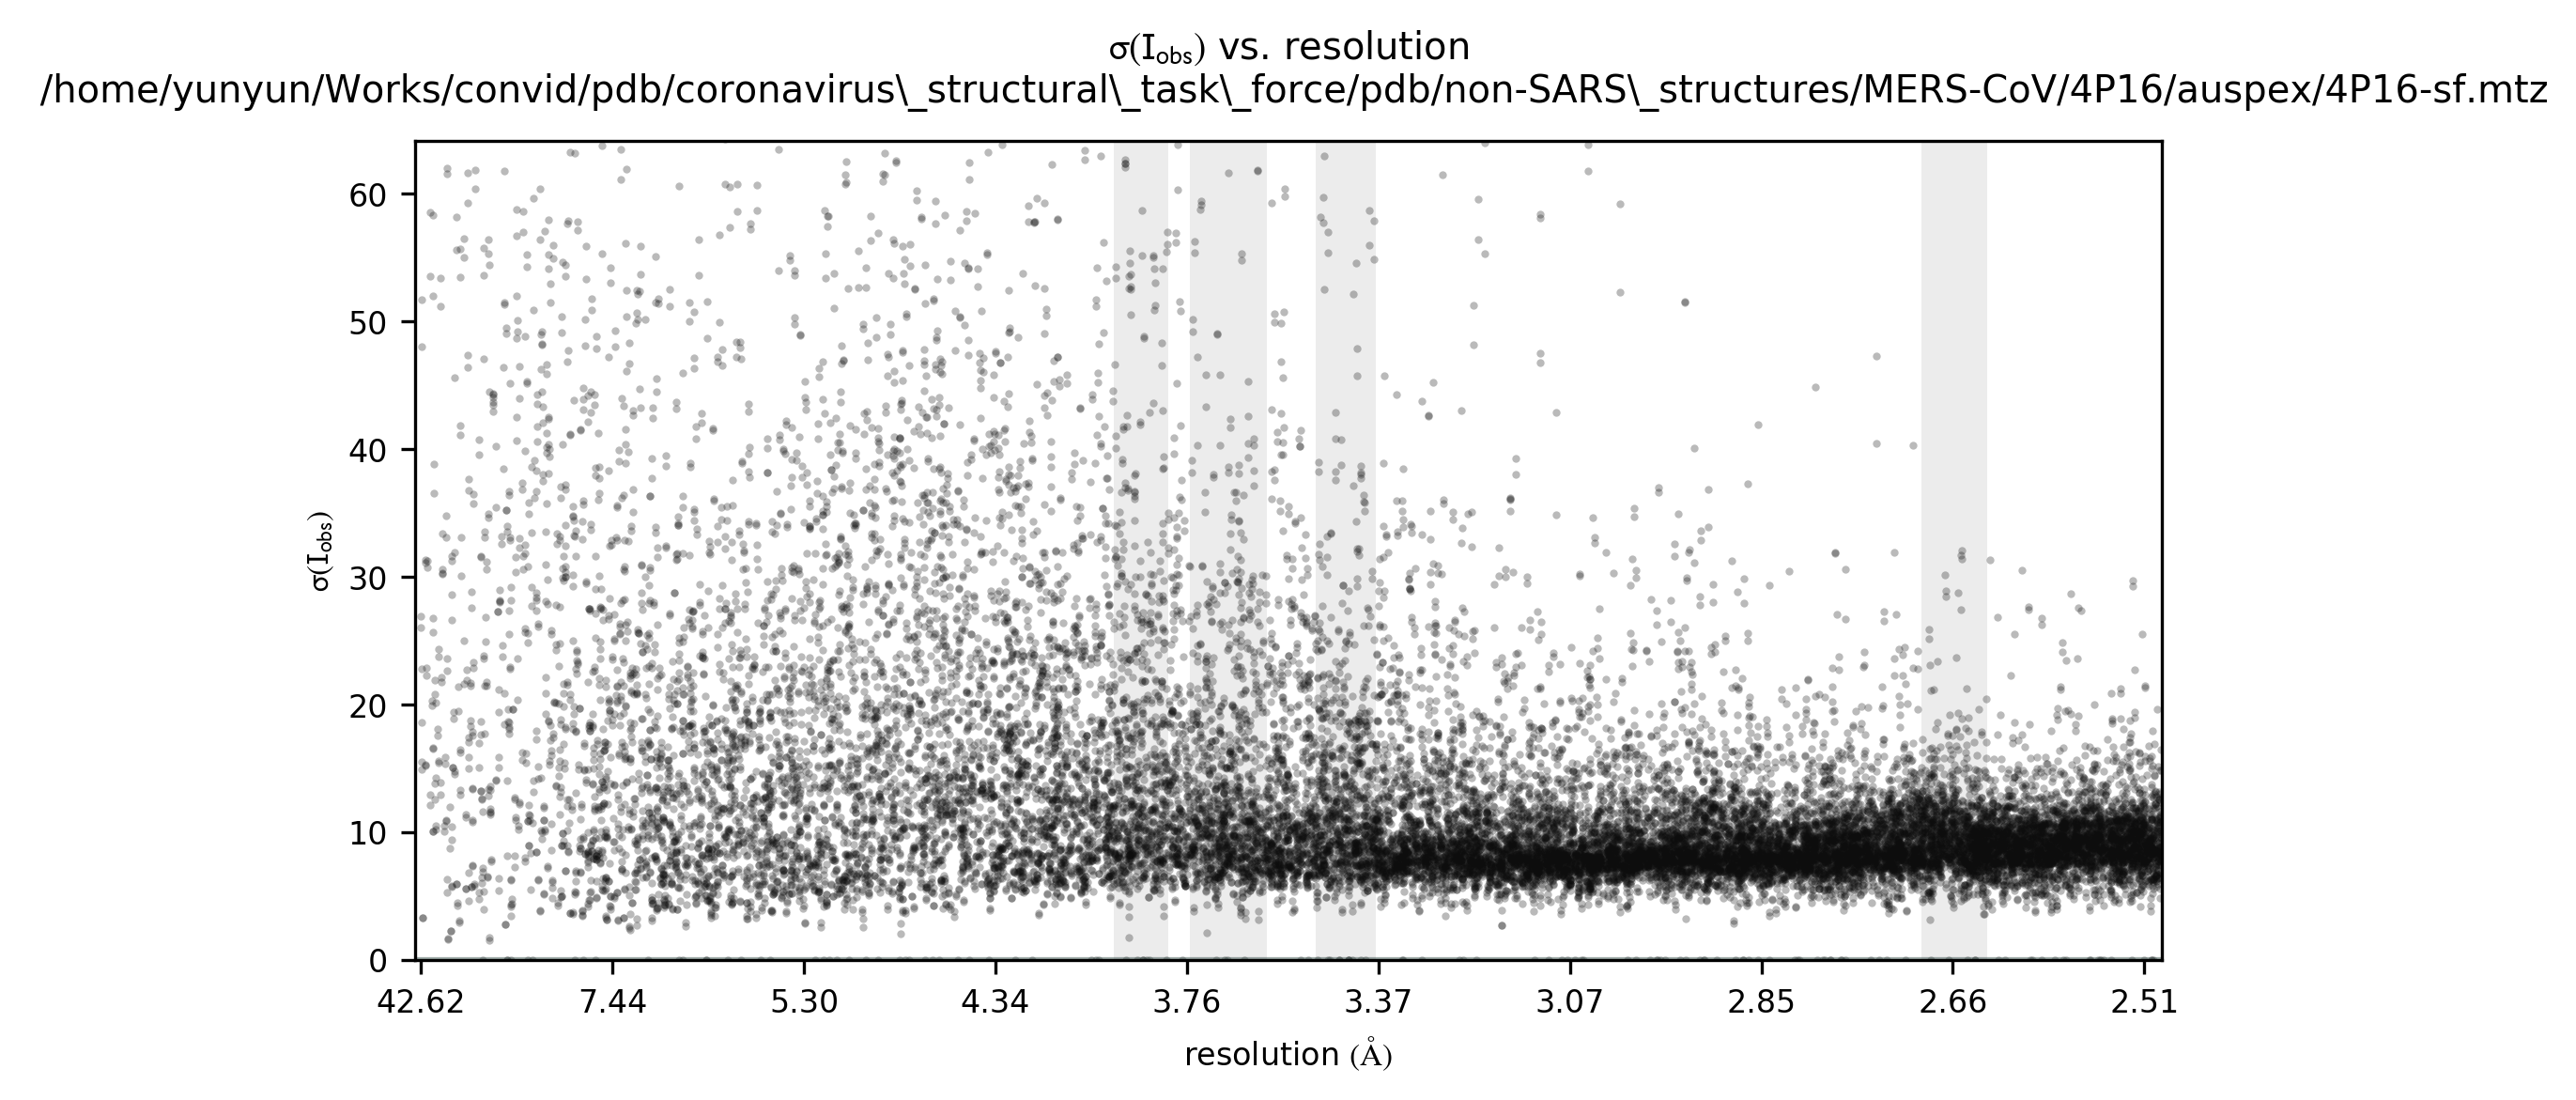 σ(I_obs) vs. resolution
/home/yunyun/Works/convid/pdb/coronavirus\_structural\_task\_force/pdb/non-SARS\_structures/MERS-CoV/4P16/auspex/4P16-sf.mtz
60
50
40
30
20
10
0
σ(I_obs)
42.62 7.44 5.30 4.34 3.76 3.37 3.07 2.85 2.66 2.51
resolution (Å)